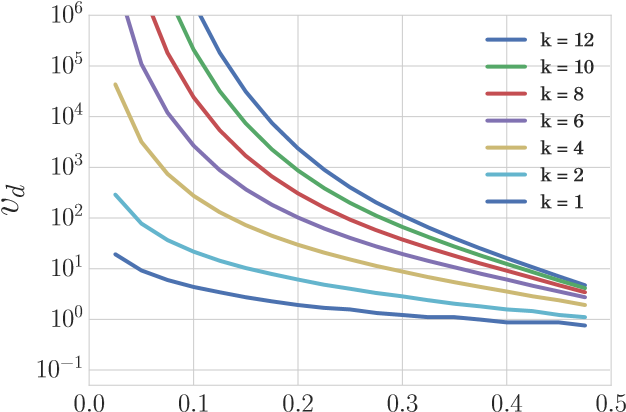 10^6
10^5
10^4
10^3
10^2
10^1
10^0
10^{-1}
v_d
k = 12
k = 10
k = 8
k = 6
k = 4
k = 2
k = 1
0.0 0.1 0.2 0.3 0.4 0.5